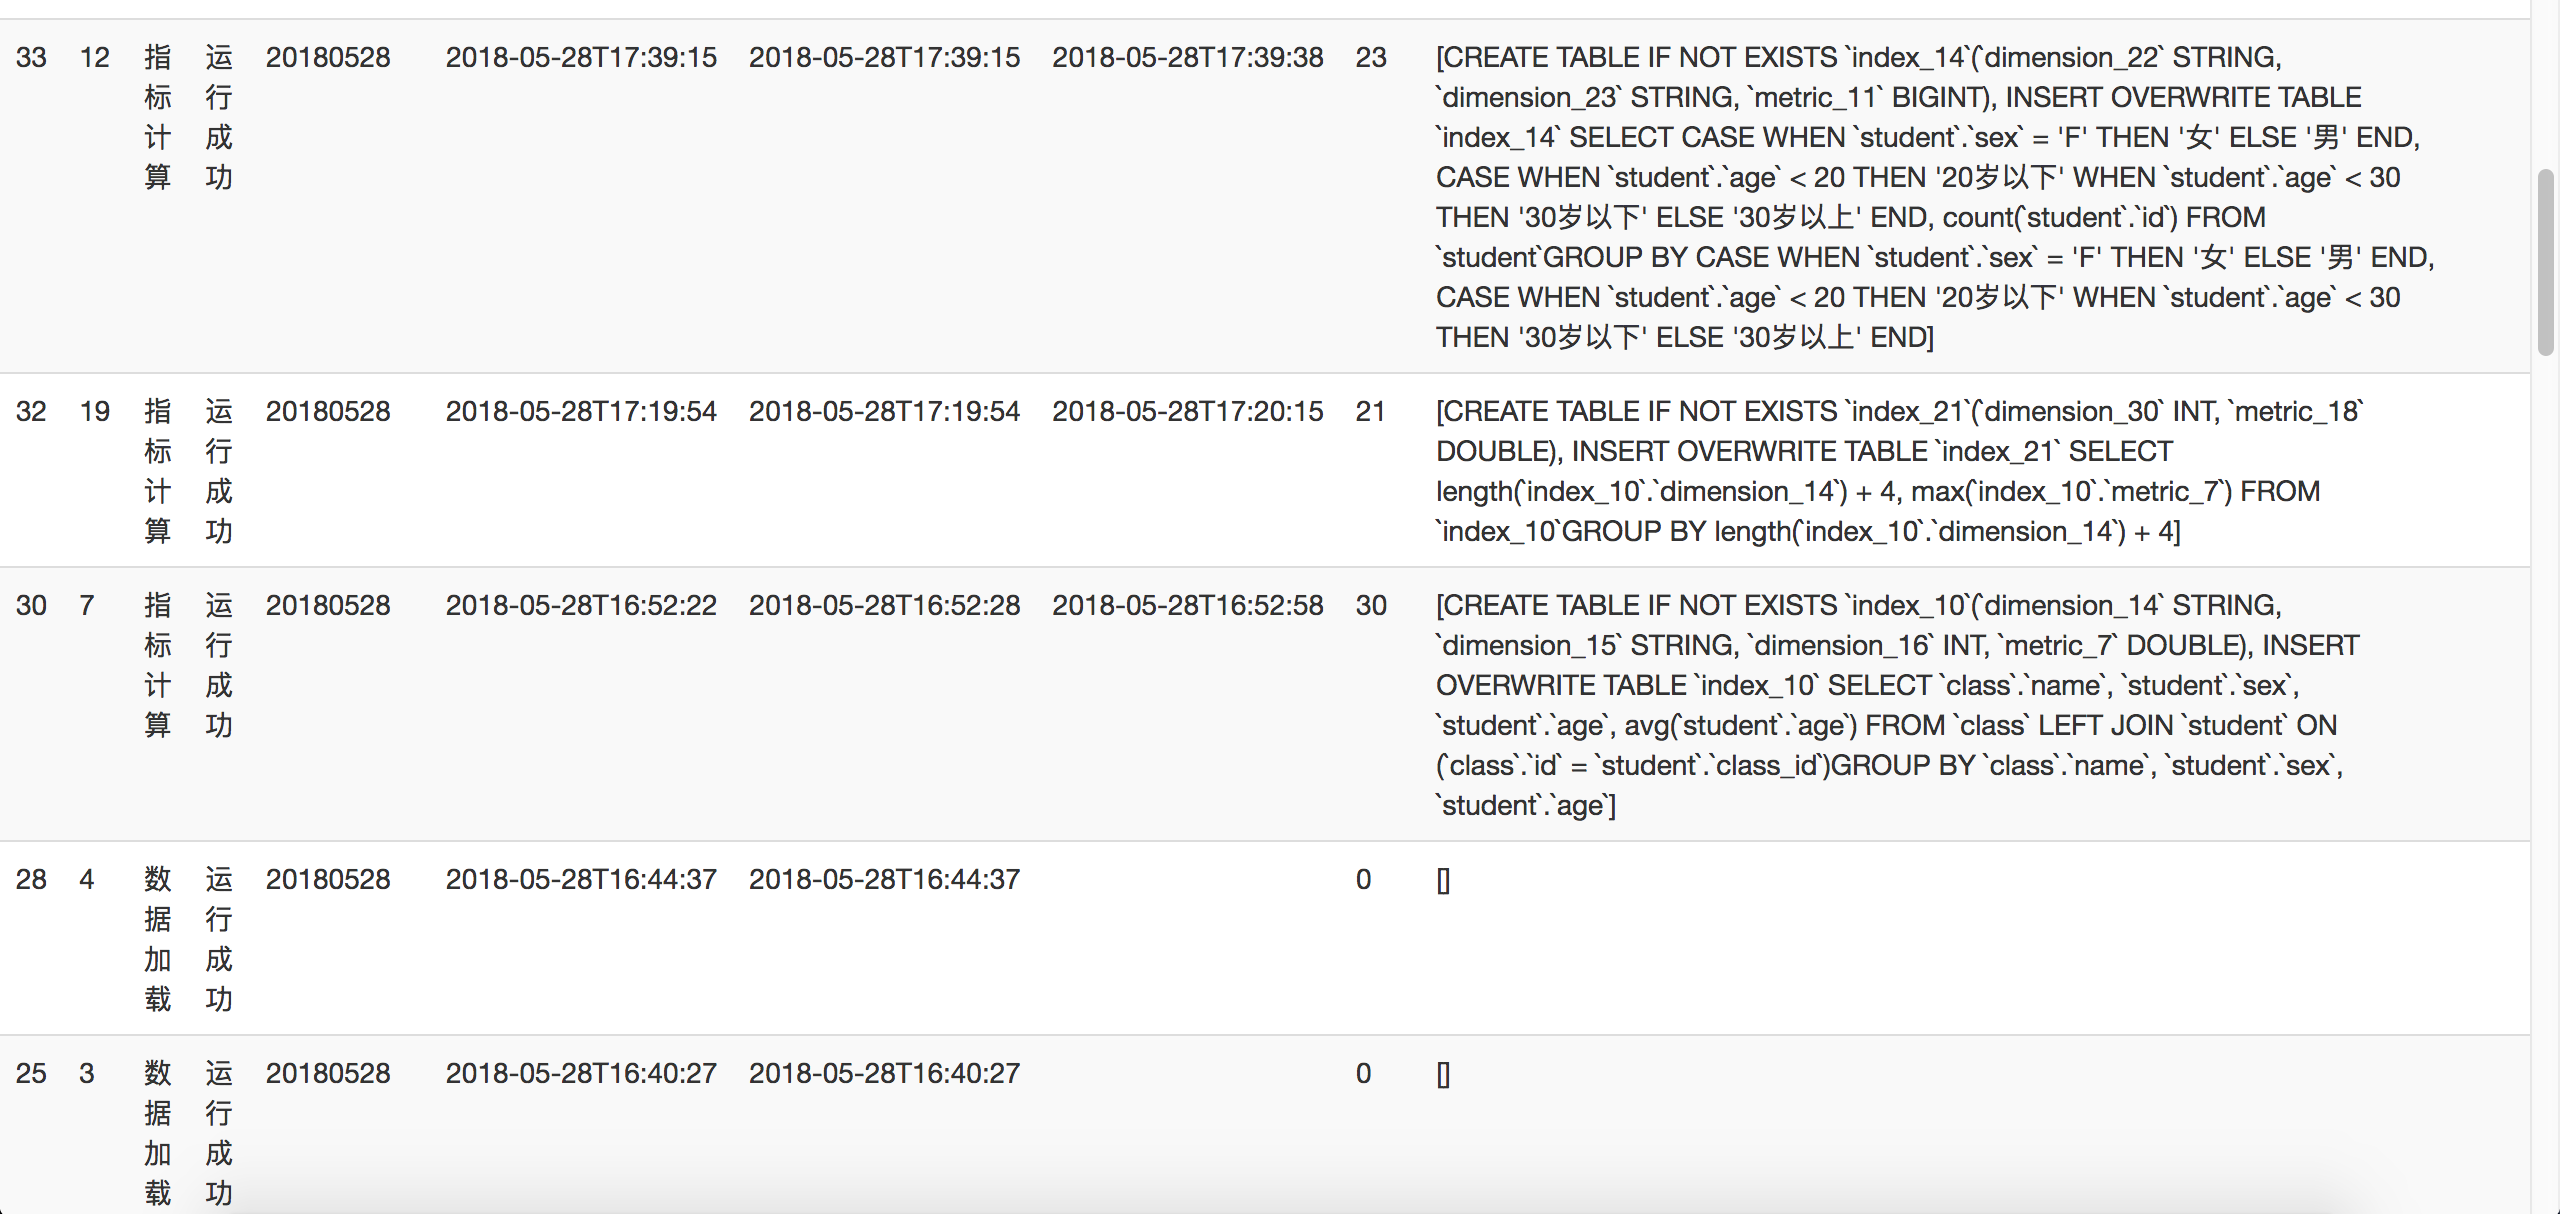 33 12 指标计算 运行成功 20180528 2018-05-28T17:39:15 2018-05-28T17:39:15 2018-05-28T17:39:38 23 [CREATE TABLE IF NOT EXISTS `index_14`(`dimension_22` STRING,
`dimension_23` STRING, `metric_11` BIGINT), INSERT OVERWRITE TABLE
`index_14` SELECT CASE WHEN `student`.`sex` = 'F' THEN '女' ELSE '男' END,
CASE WHEN `student`.`age` < 20 THEN '20岁以下' WHEN `student`.`age` < 30
THEN '30岁以下' ELSE '30岁以上' END, count(`student`.`id`) FROM
`student`GROUP BY CASE WHEN `student`.`sex` = 'F' THEN '女' ELSE '男' END,
CASE WHEN `student`.`age` < 20 THEN '20岁以下' WHEN `student`.`age` < 30
THEN '30岁以下' ELSE '30岁以上' END]
32 19 指标计算 运行成功 20180528 2018-05-28T17:19:54 2018-05-28T17:19:54 2018-05-28T17:20:15 21 [CREATE TABLE IF NOT EXISTS `index_21`(`dimension_30` INT, `metric_18`
DOUBLE), INSERT OVERWRITE TABLE `index_21` SELECT
length(`index_10`.`dimension_14`) + 4, max(`index_10`.`metric_7`) FROM
`index_10`GROUP BY length(`index_10`.`dimension_14`) + 4]
30 7 指标计算 运行成功 20180528 2018-05-28T16:52:22 2018-05-28T16:52:28 2018-05-28T16:52:58 30 [CREATE TABLE IF NOT EXISTS `index_10`(`dimension_14` STRING,
`dimension_15` STRING, `dimension_16` INT, `metric_7` DOUBLE), INSERT
OVERWRITE TABLE `index_10` SELECT `class`.`name`, `student`.`sex`,
`student`.`age`, avg(`student`.`age`) FROM `class` LEFT JOIN `student` ON
(`class`.`id` = `student`.`class_id`)GROUP BY `class`.`name`, `student`.`sex`,
`student`.`age`]
28 4 数据加载 运行成功 20180528 2018-05-28T16:44:37 2018-05-28T16:44:37 0 []
25 3 数据加载 运行成功 20180528 2018-05-28T16:40:27 2018-05-28T16:40:27 0 []